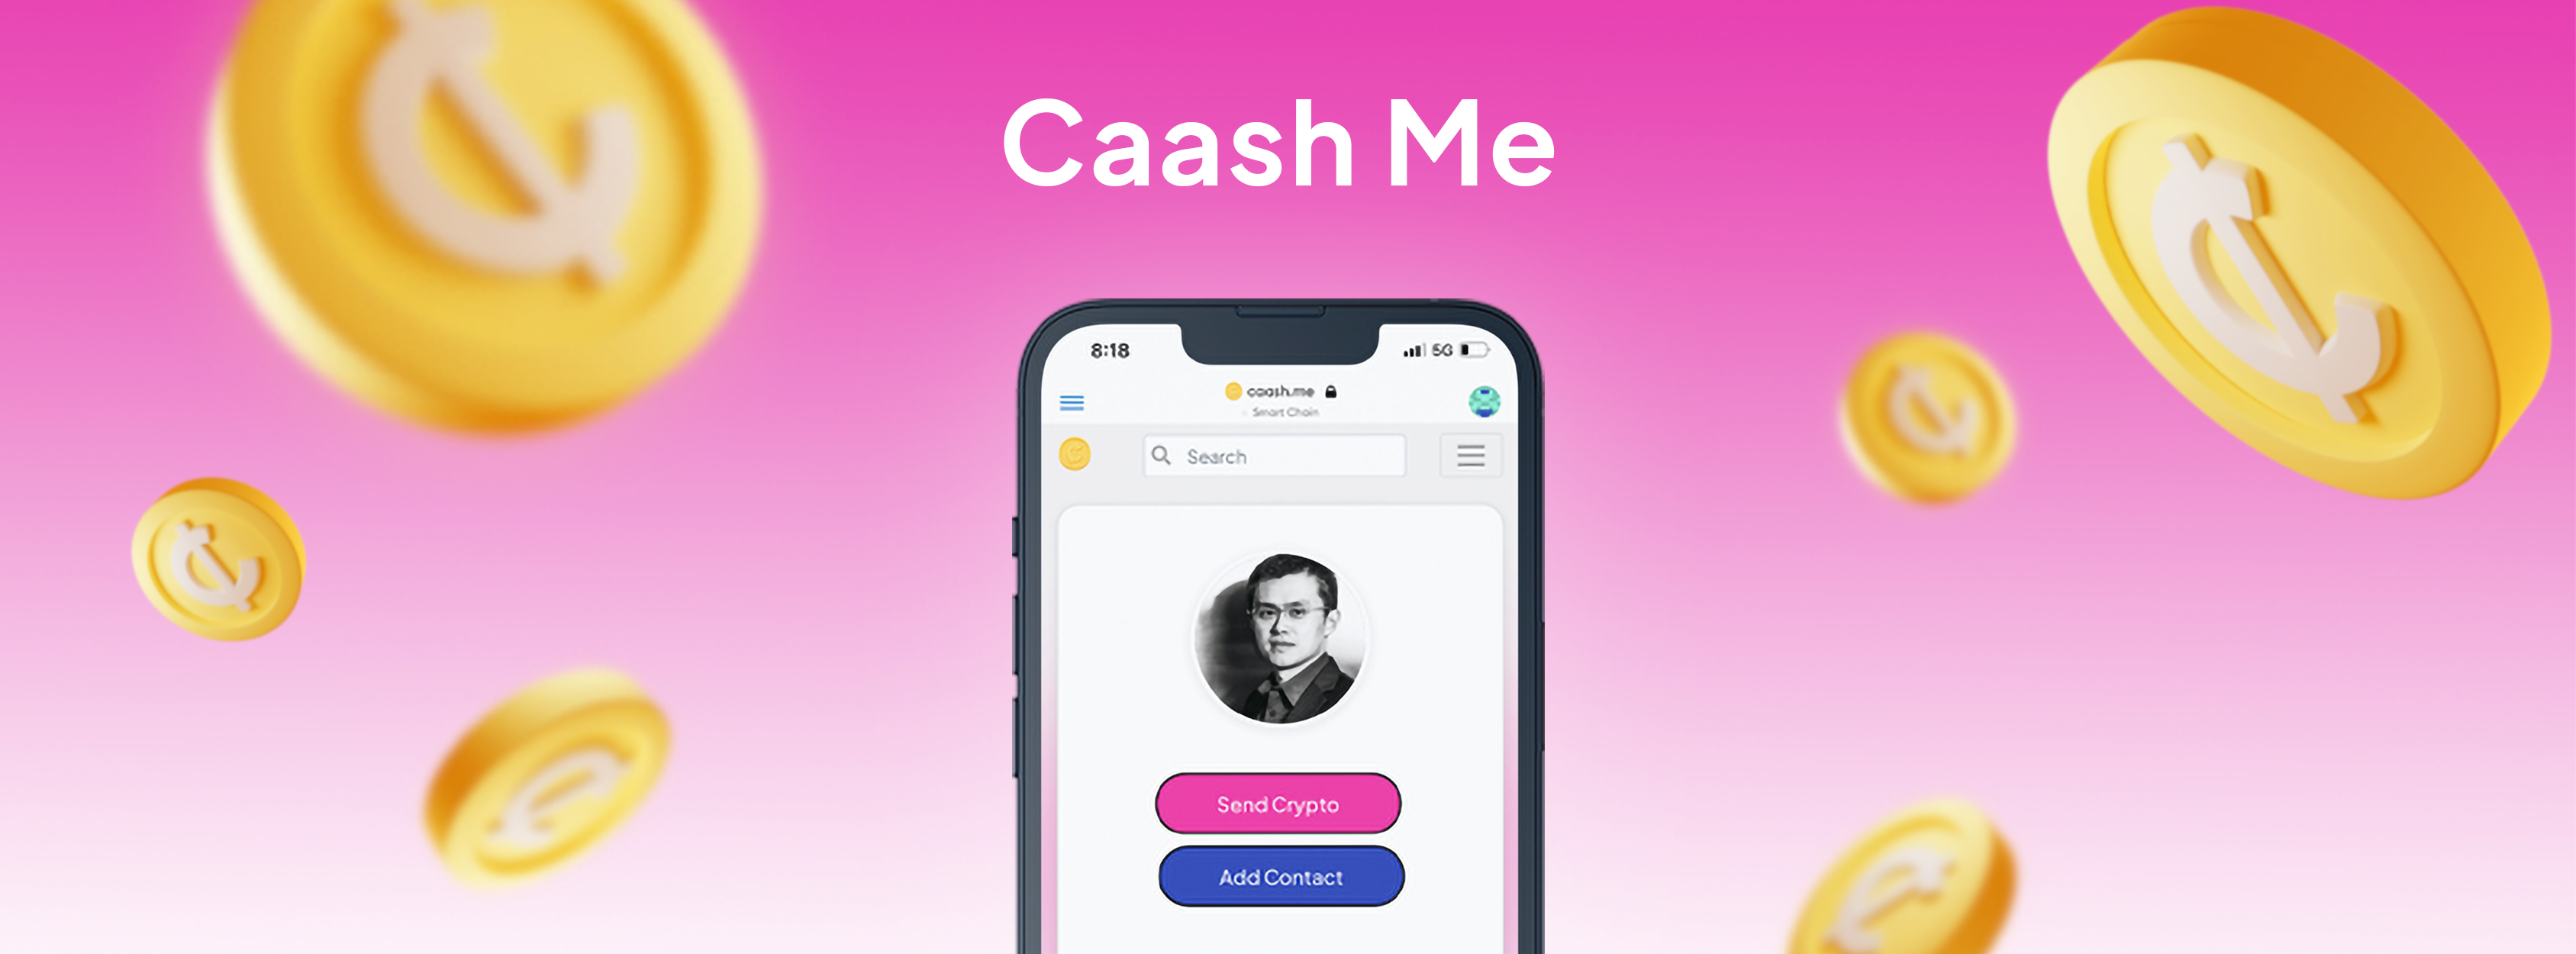 Caash Me
8:18
5G
caash.me
Smart Chain
Search
Send Crypto
Add Contact